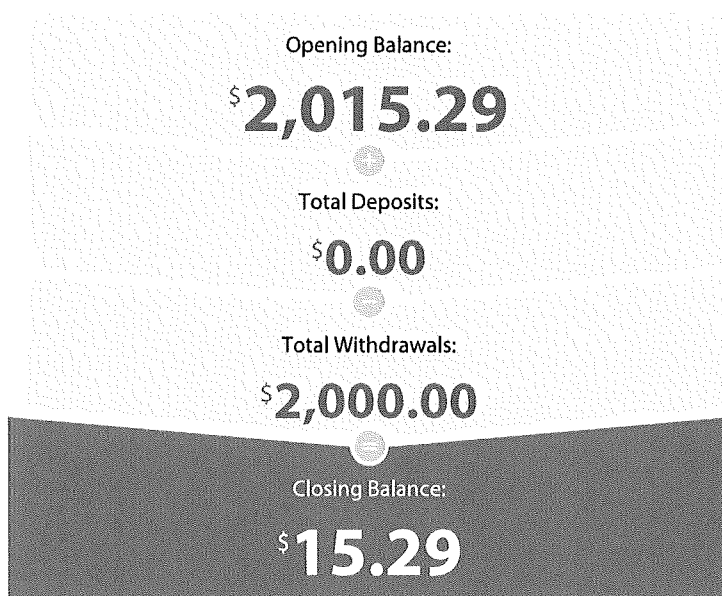 Opening Balance:
$2,015.29
+
Total Deposits:
$0.00
−
Total Withdrawals:
$2,000.00
=
Closing Balance:
$15.29